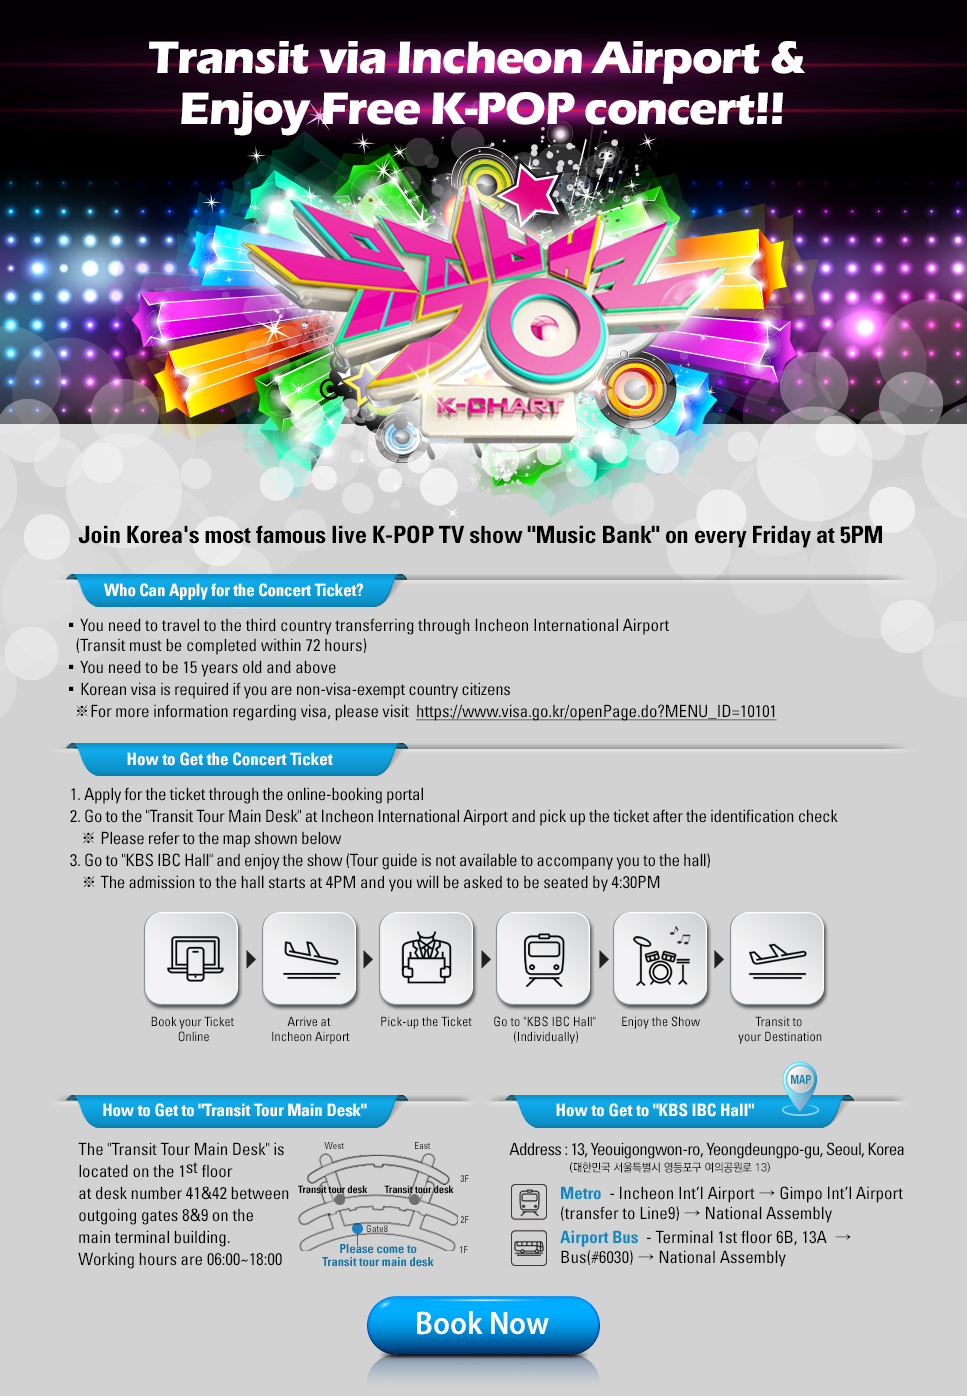 Transit via Incheon Airport &
Enjoy Free K-POP concert!!
뮤직뱅크
K-CHART
Join Korea's most famous live K-POP TV show "Music Bank" on every Friday at 5PM
Who Can Apply for the Concert Ticket?
▪ You need to travel to the third country transferring through Incheon International Airport
(Transit must be completed within 72 hours)
▪ You need to be 15 years old and above
▪ Korean visa is required if you are non-visa-exempt country citizens
※For more information regarding visa, please visit https://www.visa.go.kr/openPage.do?MENU_ID=10101
How to Get the Concert Ticket
1. Apply for the ticket through the online-booking portal
2. Go to the "Transit Tour Main Desk" at Incheon International Airport and pick up the ticket after the identification check
※ Please refer to the map shown below
3. Go to "KBS IBC Hall" and enjoy the show (Tour guide is not available to accompany you to the hall)
※ The admission to the hall starts at 4PM and you will be asked to be seated by 4:30PM
Book your Ticket
Online
Arrive at
Incheon Airport
Pick-up the Ticket
Go to "KBS IBC Hall"
(Individually)
Enjoy the Show
Transit to
your Destination
How to Get to "Transit Tour Main Desk"
The "Transit Tour Main Desk" is
located on the 1st floor
at desk number 41&42 between
outgoing gates 8&9 on the
main terminal building.
Working hours are 06:00~18:00
West East
3F
Transit tour desk Transit tour desk
2F
Gate8
1F
Please come to
Transit tour main desk
MAP
How to Get to "KBS IBC Hall"
Address : 13, Yeouigongwon-ro, Yeongdeungpo-gu, Seoul, Korea
(대한민국 서울특별시 영등포구 여의공원로 13)
Metro - Incheon Int'l Airport → Gimpo Int'l Airport
(transfer to Line9) → National Assembly
Airport Bus - Terminal 1st floor 6B, 13A →
Bus(#6030) → National Assembly
Book Now